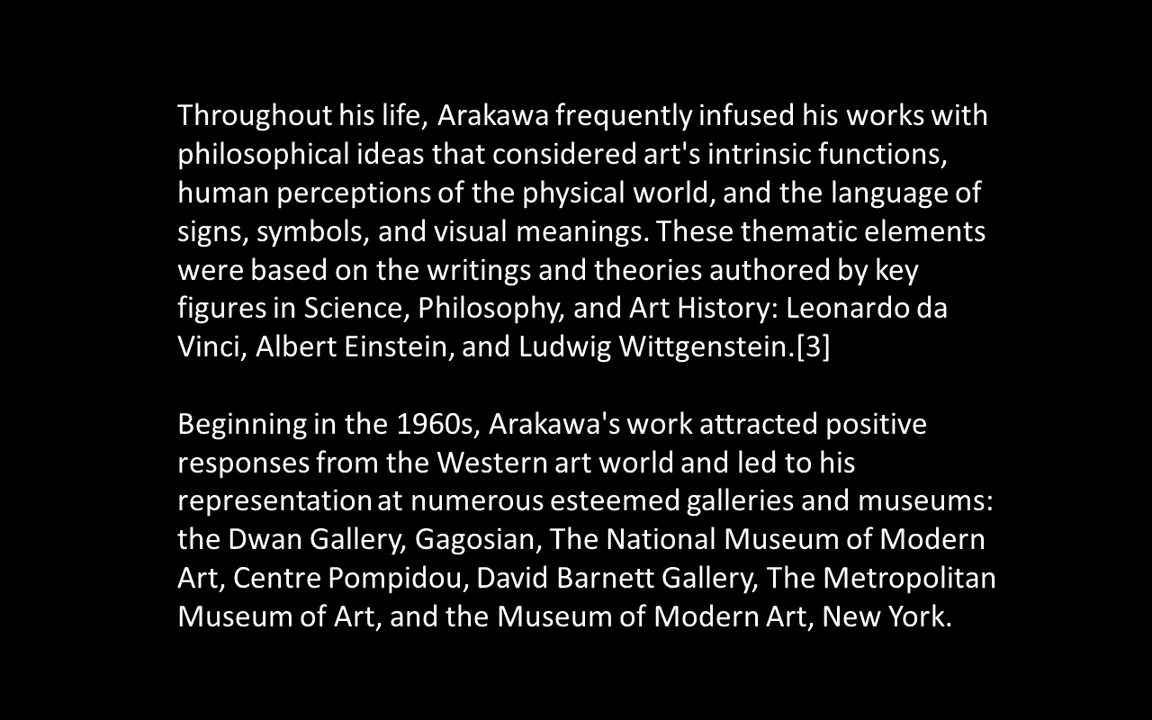 Throughout his life, Arakawa frequently infused his works with
philosophical ideas that considered art's intrinsic functions,
human perceptions of the physical world, and the language of
signs, symbols, and visual meanings. These thematic elements
were based on the writings and theories authored by key
figures in Science, Philosophy, and Art History: Leonardo da
Vinci, Albert Einstein, and Ludwig Wittgenstein.[3]
Beginning in the 1960s, Arakawa's work attracted positive
responses from the Western art world and led to his
representation at numerous esteemed galleries and museums:
the Dwan Gallery, Gagosian, The National Museum of Modern
Art, Centre Pompidou, David Barnett Gallery, The Metropolitan
Museum of Art, and the Museum of Modern Art, New York.